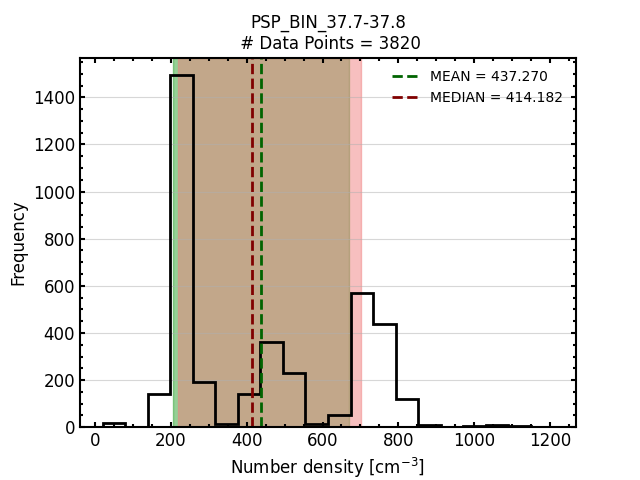 PSP_BIN_37.7-37.8
# Data Points = 3820
MEAN = 437.270
MEDIAN = 414.182
1400
1200
1000
800
600
400
200
0
Frequency
0 200 400 600 800 1000 1200
Number density [cm⁻³]